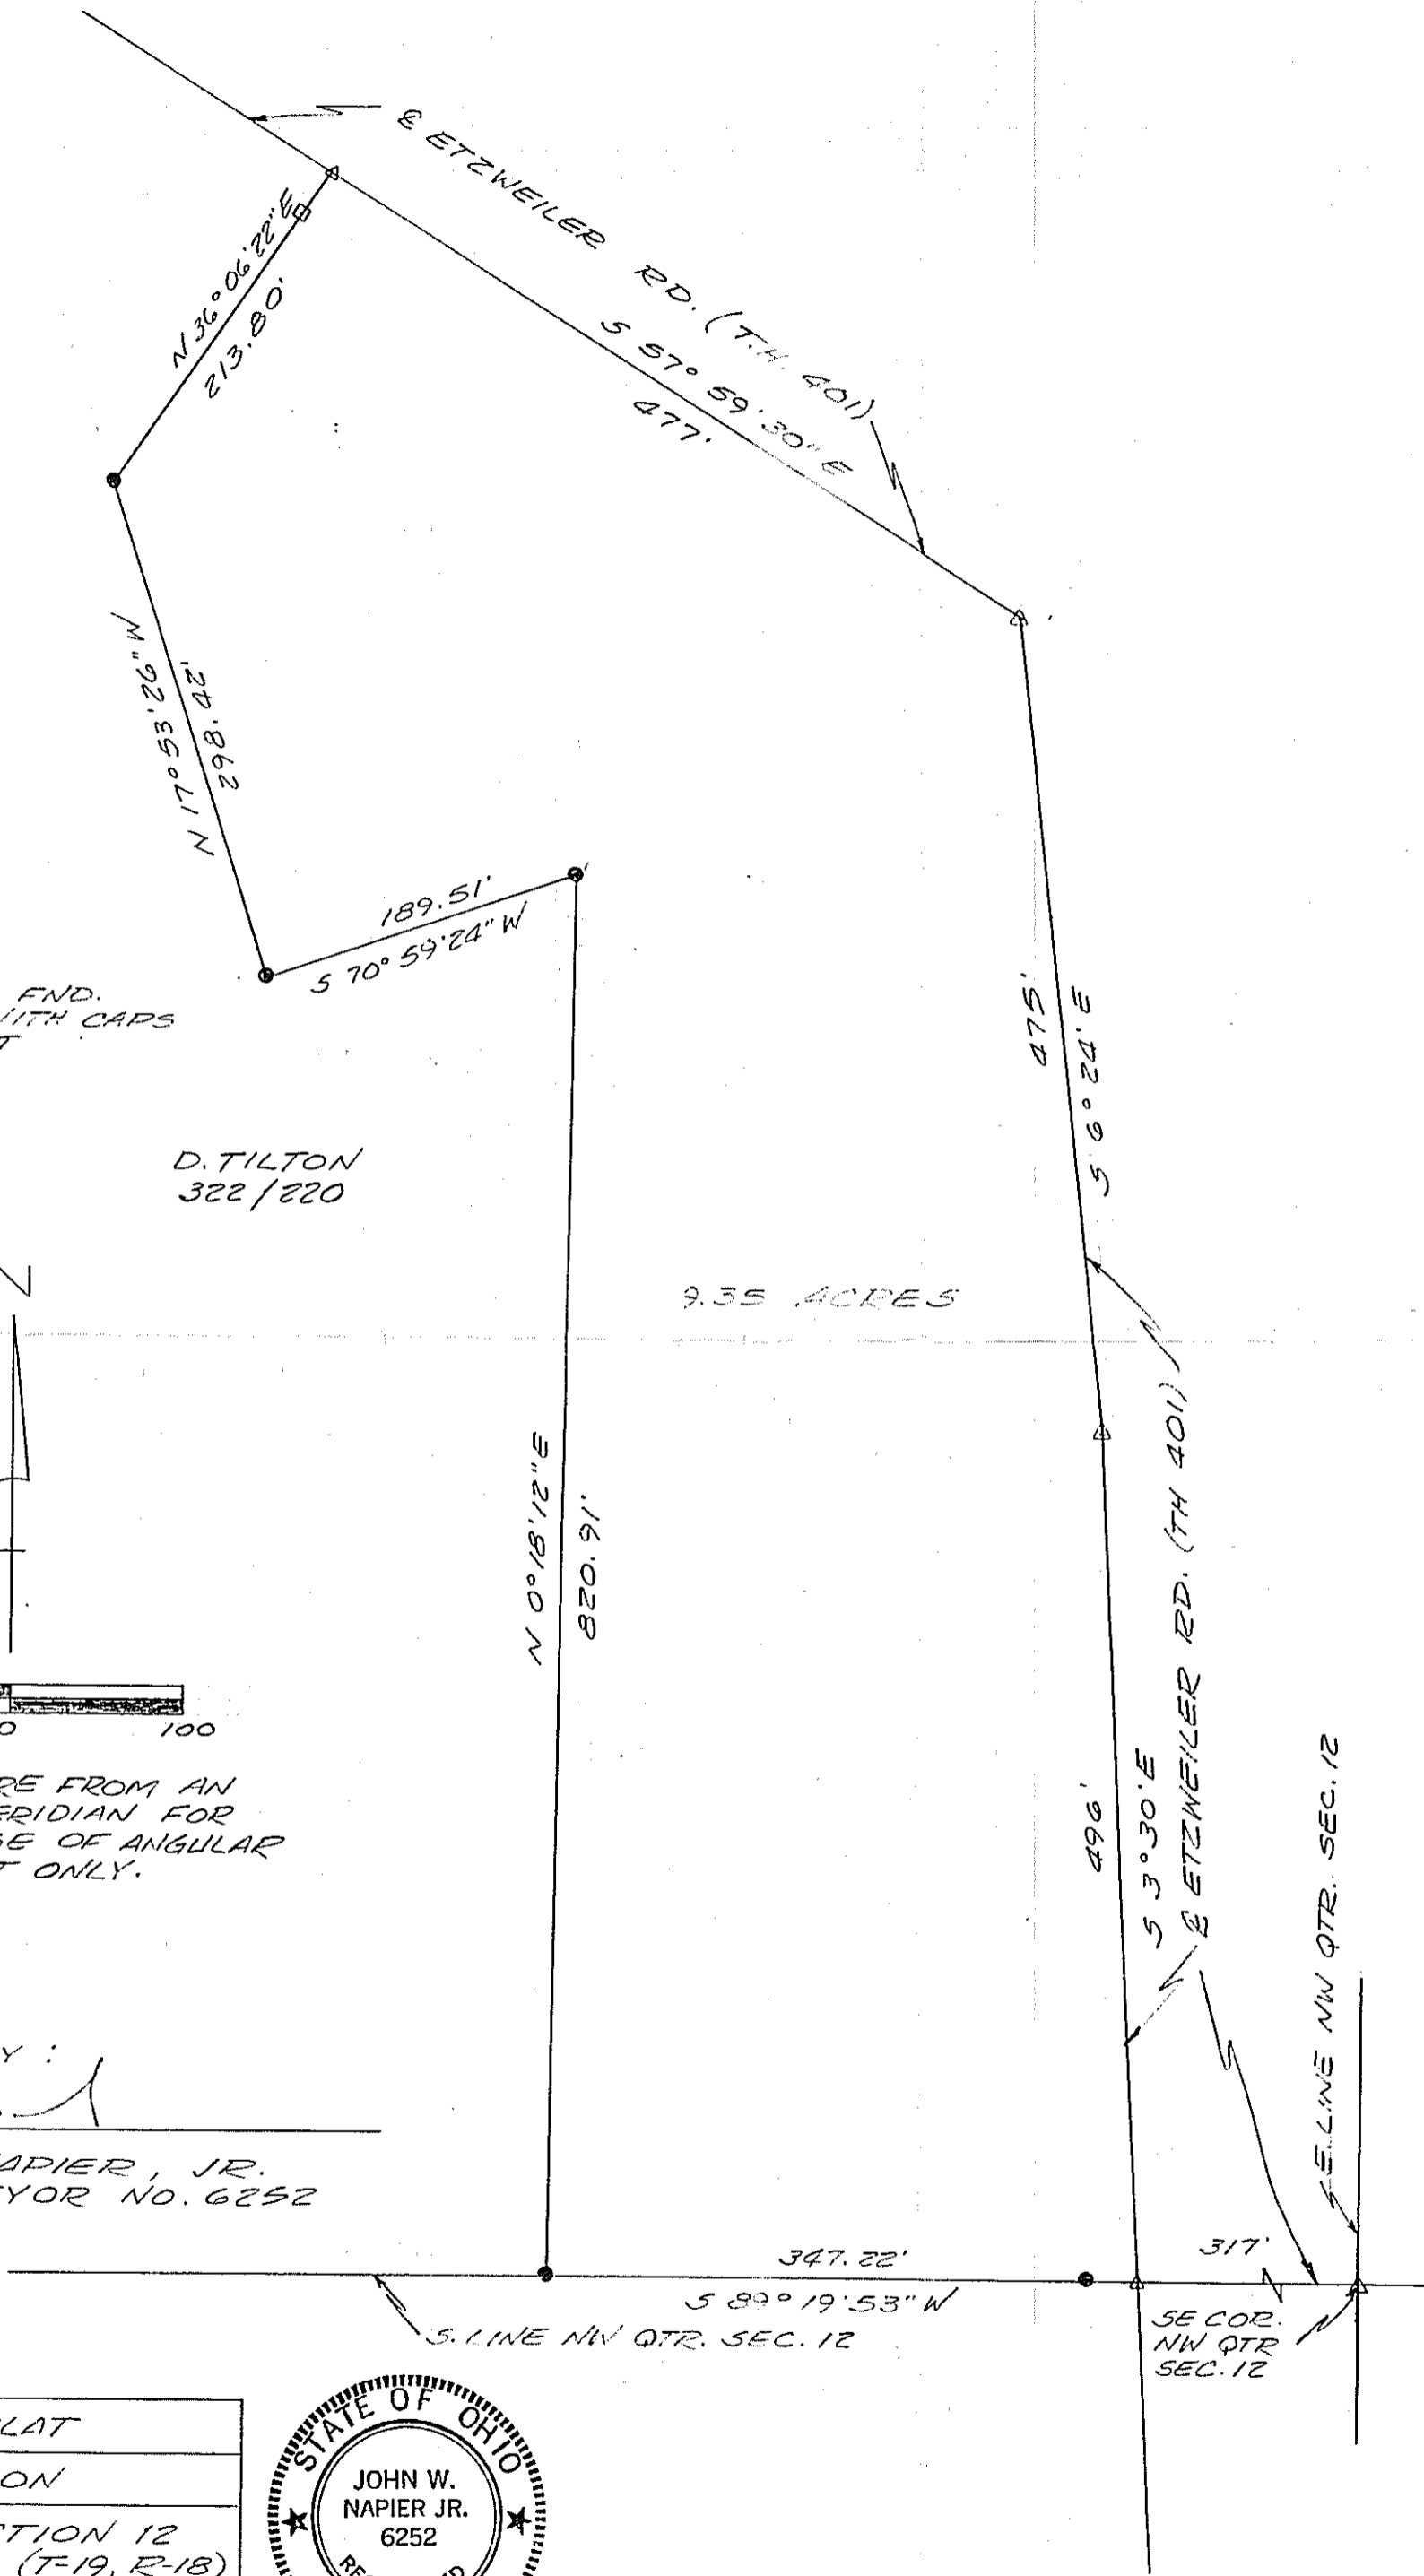 ℄ ETZWEILER RD. (T.H. 401)
S 57° 59' 30" E
477'
N 36° 06' 22" E
213.80'
N 17° 53' 26" W
298.42'
189.51'
S 70° 59' 24" W
FND.
WITH CAPS
475'
S 6° 24' E
D. TILTON
322 / 220
9.35 ACRES
℄ ETZWEILER RD. (TH 401)
N 0° 18' 12" E
820.91'
0 100
RE FROM AN
ERIDIAN FOR
SE OF ANGULAR
T ONLY.
496'
S 3° 30' E
E. LINE NW QTR. SEC. 12
Y :
APIER, JR.
YOR NO. 6252
347.22'
S 89° 19' 53" W
317'
S. LINE NW QTR. SEC. 12
SE COR.
NW QTR
SEC. 12
LAT
ON
CTION 12
(T-19, R-18)
STATE OF OHIO
JOHN W.
NAPIER JR.
6252